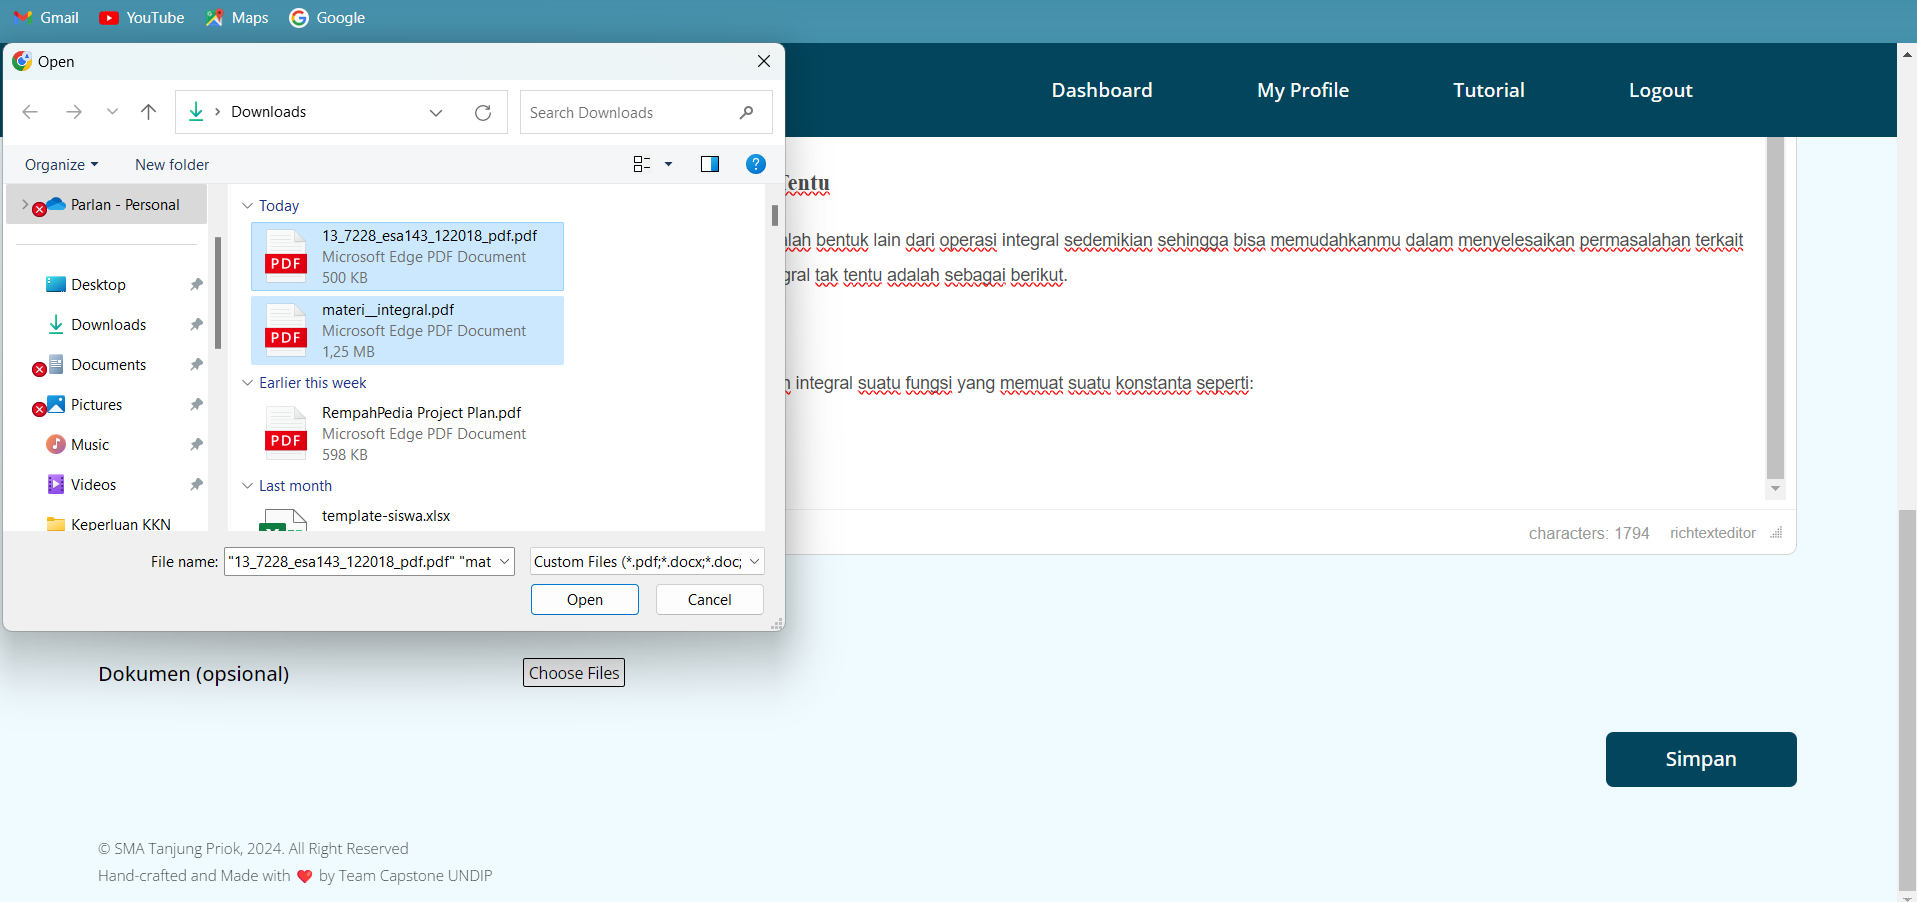 Gmail YouTube Maps Google
Open
Downloads
Search Downloads
Organize New folder
Parlan - Personal
Desktop
Downloads
Documents
Pictures
Music
Videos
Keperluan KKN
Today
13_7228_esa143_122018_pdf.pdf
Microsoft Edge PDF Document
500 KB
materi__integral.pdf
Microsoft Edge PDF Document
1,25 MB
Earlier this week
RempahPedia Project Plan.pdf
Microsoft Edge PDF Document
598 KB
Last month
template-siswa.xlsx
File name: "13_7228_esa143_122018_pdf.pdf" "mat
Custom Files (*.pdf;*.docx;*.doc;
Open Cancel
Dashboard My Profile Tutorial Logout
Tentu
alah bentuk lain dari operasi integral sedemikian sehingga bisa memudahkanmu dalam menyelesaikan permasalahan terkait
gral tak tentu adalah sebagai berikut.
integral suatu fungsi yang memuat suatu konstanta seperti:
characters: 1794 richtexteditor
Dokumen (opsional) Choose Files
Simpan
© SMA Tanjung Priok, 2024. All Right Reserved
Hand-crafted and Made with ❤️ by Team Capstone UNDIP